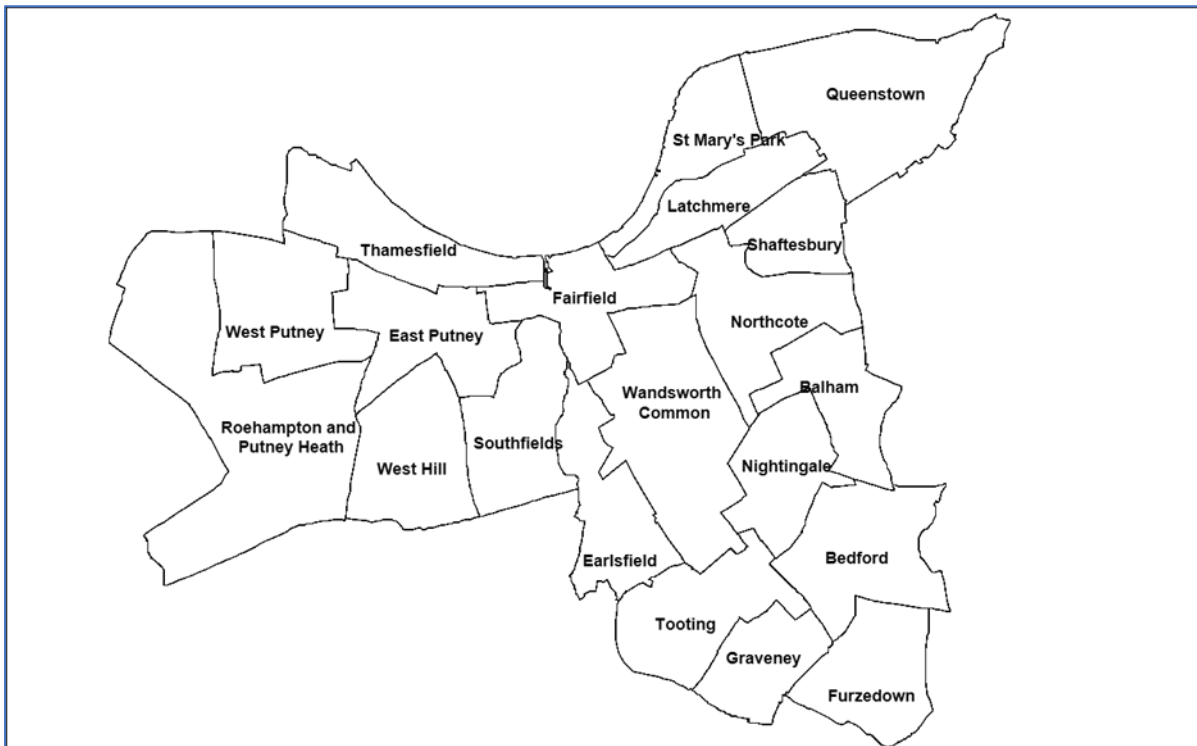 Queenstown
St Mary's Park
Latchmere
Shaftesbury
Thamesfield
Fairfield
Northcote
West Putney
East Putney
Wandsworth
Common
Balham
Roehampton and
Putney Heath
West Hill
Southfields
Nightingale
Earlsfield
Bedford
Tooting
Graveney
Furzedown